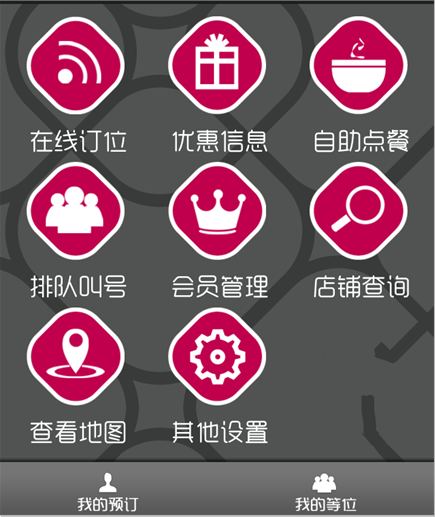 在线订位 优惠信息 自助点餐
排队叫号 会员管理 店铺查询
查看地图 其他设置
我的预订 我的等位